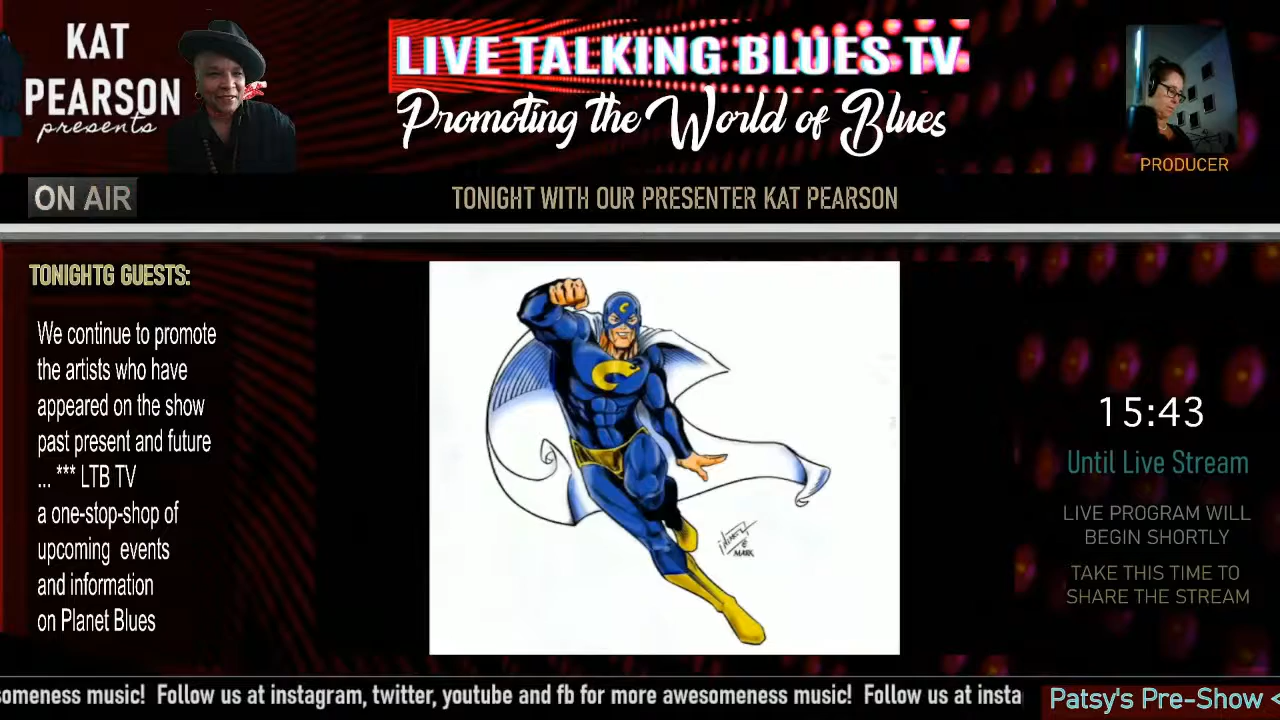 KAT
PEARSON
presents
LIVE TALKING BLUES TV
Promoting the World of Blues
PRODUCER
ON AIR
TONIGHT WITH OUR PRESENTER KAT PEARSON
TONIGHTG GUESTS:
We continue to promote
the artists who have
appeared on the show
past present and future
... *** LTB TV
a one-stop-shop of
upcoming events
and information
on Planet Blues
C
C
MARK
15:43
Until Live Stream
LIVE PROGRAM WILL
BEGIN SHORTLY
TAKE THIS TIME TO
SHARE THE STREAM
someness music! Follow us at instagram, twitter, youtube and fb for more awesomeness music! Follow us at insta
Patsy's Pre-Show <